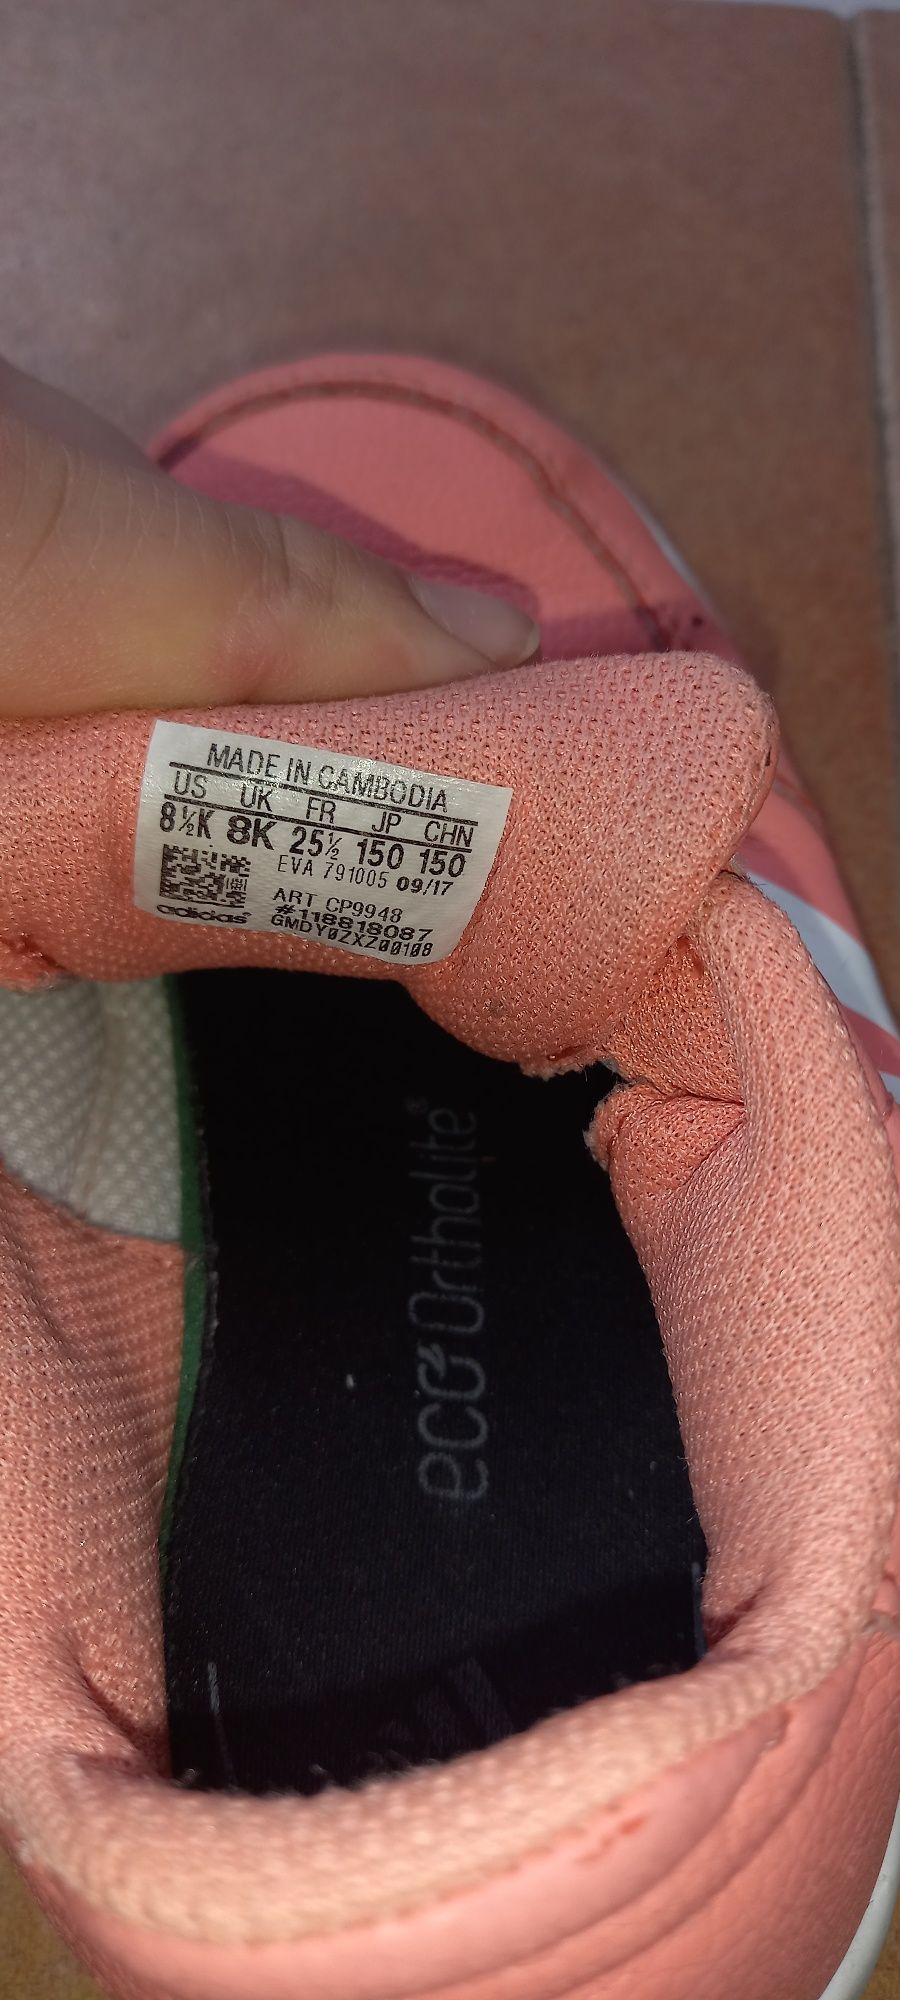 MADE IN CAMBODIA
US UK FR JP CHN
8½K 8K 25½ 150 150
EVA 791005 09/17
ART CP9948
#118818087
adidas GMDY0ZXZ00108
eco Ortholite®